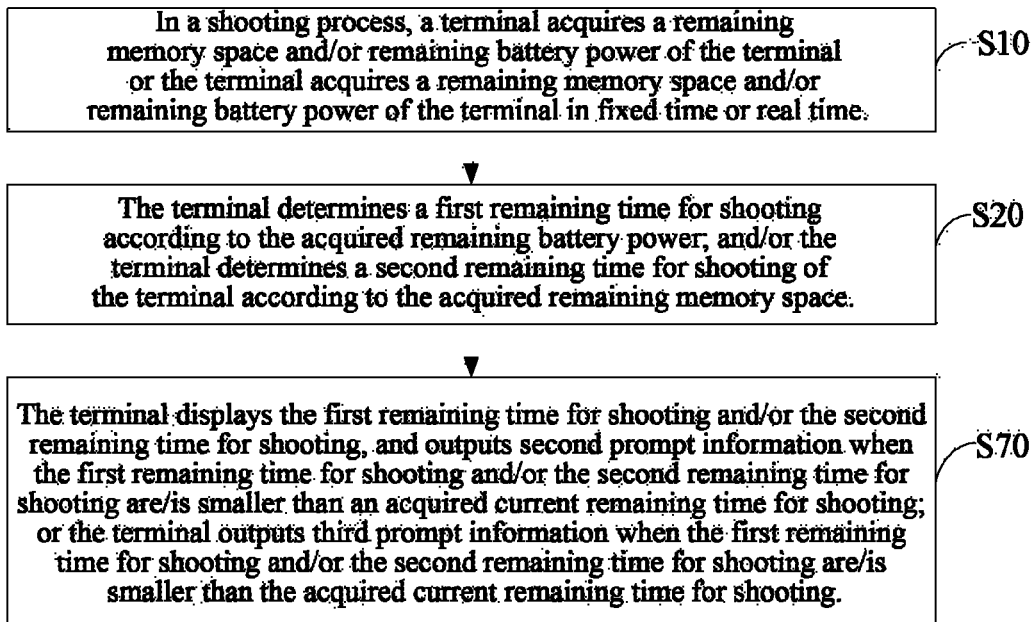 In a shooting process, a terminal acquires a remaining
memory space and/or remaining battery power of the terminal
or the terminal acquires a remaining memory space and/or
remaining battery power of the terminal in fixed time or real time.
S10
The terminal determines a first remaining time for shooting
according to the acquired remaining battery power; and/or the
terminal determines a second remaining time for shooting of
the terminal according to the acquired remaining memory space.
S20
The terminal displays the first remaining time for shooting and/or the second
remaining time for shooting, and outputs second prompt information when
the first remaining time for shooting and/or the second remaining time for
shooting are/is smaller than an acquired current remaining time for shooting;
or the terminal outputs third prompt information when the first remaining
time for shooting and/or the second remaining time for shooting are/is
smaller than the acquired current remaining time for shooting.
S70